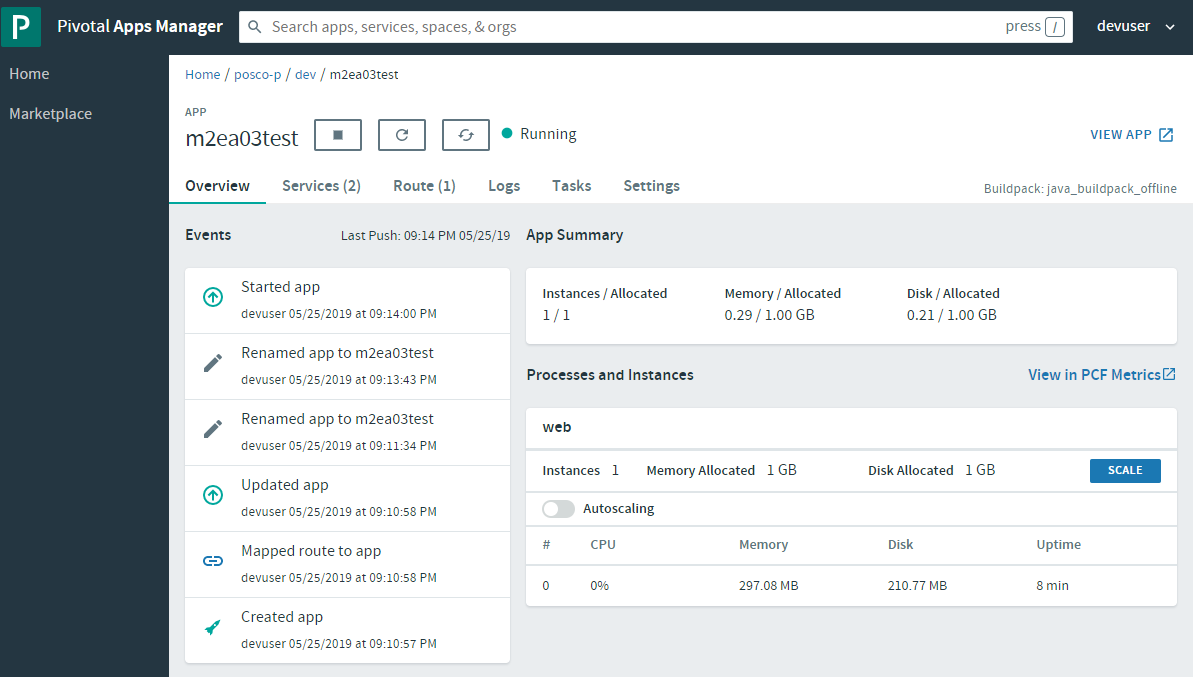 P Pivotal Apps Manager Search apps, services, spaces, & orgs press / devuser
Home
Marketplace
Home / posco-p / dev / m2ea03test
APP
m2ea03test Running VIEW APP
Overview Services (2) Route (1) Logs Tasks Settings Buildpack: java_buildpack_offline
Events Last Push: 09:14 PM 05/25/19
Started app
devuser 05/25/2019 at 09:14:00 PM
Renamed app to m2ea03test
devuser 05/25/2019 at 09:13:43 PM
Renamed app to m2ea03test
devuser 05/25/2019 at 09:11:34 PM
Updated app
devuser 05/25/2019 at 09:10:58 PM
Mapped route to app
devuser 05/25/2019 at 09:10:58 PM
Created app
devuser 05/25/2019 at 09:10:57 PM
App Summary
Instances / Allocated Memory / Allocated Disk / Allocated
1 / 1 0.29 / 1.00 GB 0.21 / 1.00 GB
Processes and Instances View in PCF Metrics
web
Instances 1 Memory Allocated 1 GB Disk Allocated 1 GB SCALE
Autoscaling
# CPU Memory Disk Uptime
0 0% 297.08 MB 210.77 MB 8 min